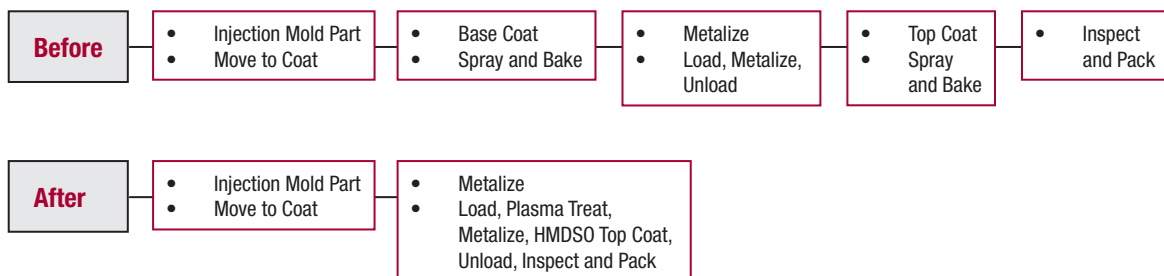 Before
• Injection Mold Part
• Move to Coat
• Base Coat
• Spray and Bake
• Metalize
• Load, Metalize,
Unload
• Top Coat
• Spray
and Bake
• Inspect
and Pack
After
• Injection Mold Part
• Move to Coat
• Metalize
• Load, Plasma Treat,
Metalize, HMDSO Top Coat,
Unload, Inspect and Pack